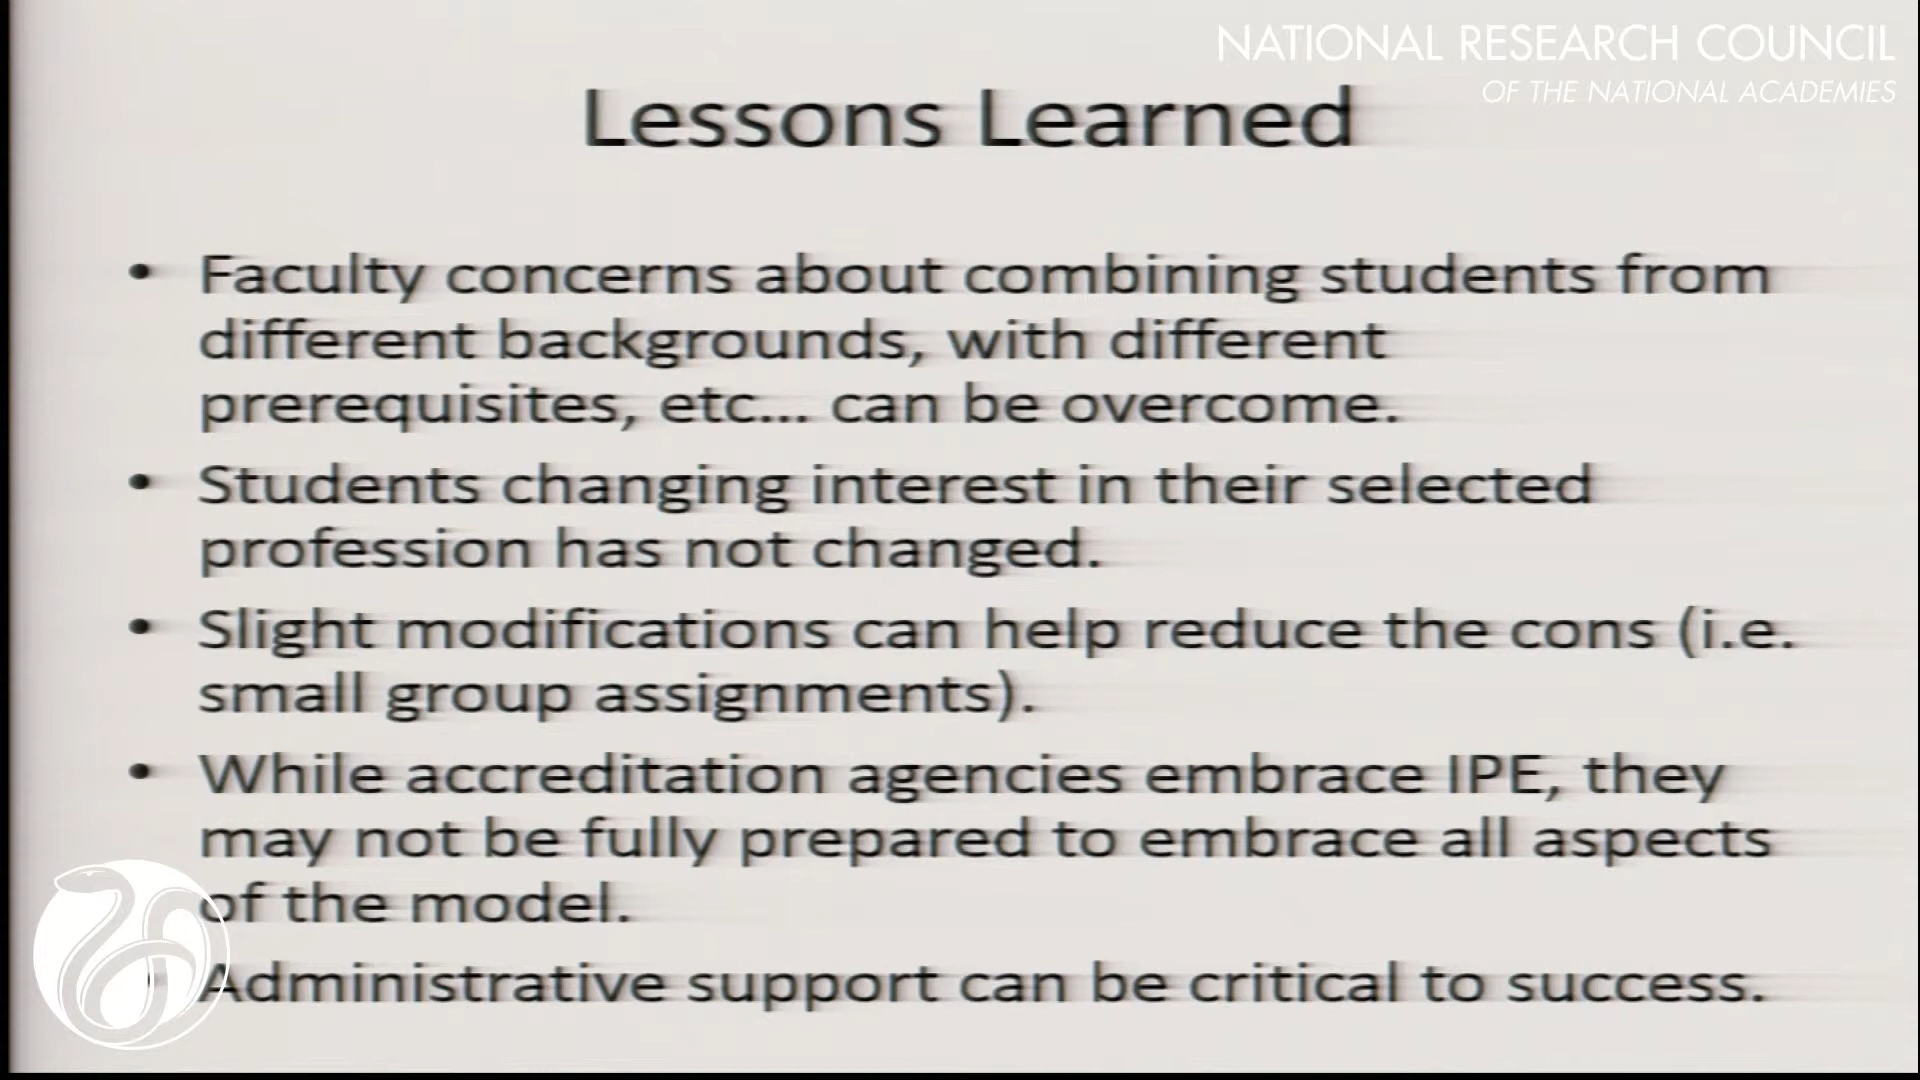 NATIONAL RESEARCH COUNCIL
OF THE NATIONAL ACADEMIES
Lessons Learned
• Faculty concerns about combining students from
different backgrounds, with different
prerequisites, etc... can be overcome.
• Students changing interest in their selected
profession has not changed.
• Slight modifications can help reduce the cons (i.e.
small group assignments).
• While accreditation agencies embrace IPE, they
may not be fully prepared to embrace all aspects
of the model.
• Administrative support can be critical to success.